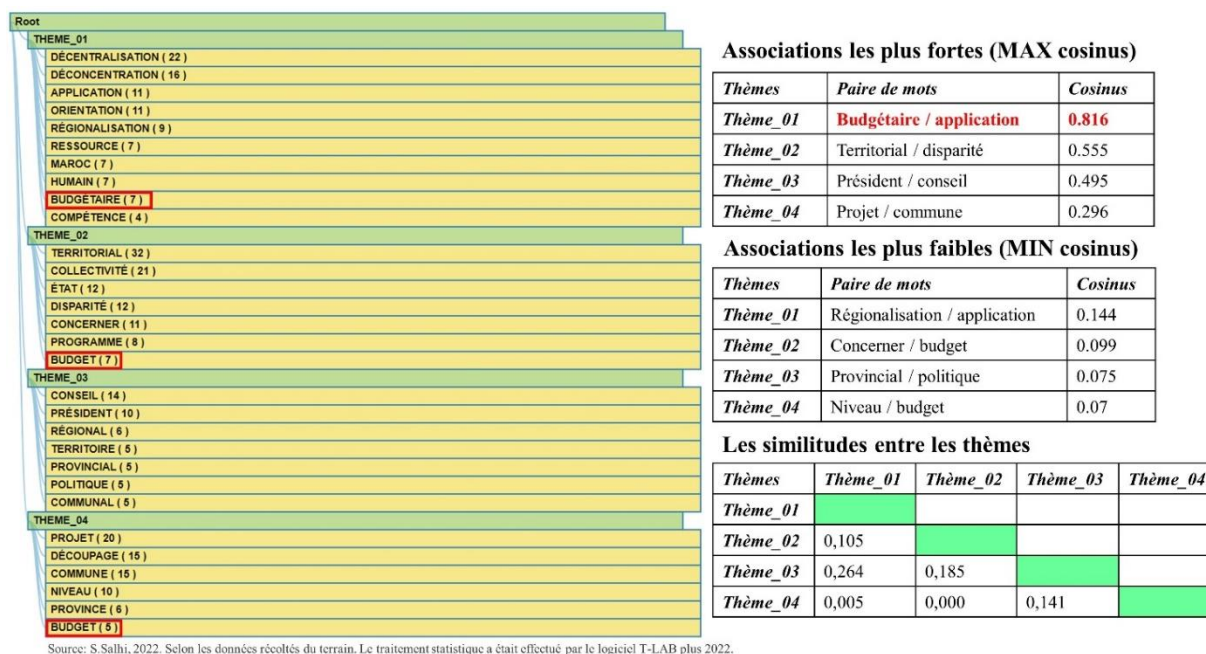 Root
THEME_01
DÉCENTRALISATION ( 22 )
DÉCONCENTRATION ( 16 )
APPLICATION ( 11 )
ORIENTATION ( 11 )
RÉGIONALISATION ( 9 )
RESSOURCE ( 7 )
MAROC ( 7 )
HUMAIN ( 7 )
BUDGÉTAIRE ( 7 )
COMPÉTENCE ( 4 )
THEME_02
TERRITORIAL ( 32 )
COLLECTIVITÉ ( 21 )
ÉTAT ( 12 )
DISPARITÉ ( 12 )
CONCERNER ( 11 )
PROGRAMME ( 8 )
BUDGET ( 7 )
THEME_03
CONSEIL ( 14 )
PRÉSIDENT ( 10 )
RÉGIONAL ( 6 )
TERRITOIRE ( 5 )
PROVINCIAL ( 5 )
POLITIQUE ( 5 )
COMMUNAL ( 5 )
THEME_04
PROJET ( 20 )
DÉCOUPAGE ( 15 )
COMMUNE ( 15 )
NIVEAU ( 10 )
PROVINCE ( 6 )
BUDGET ( 5 )
Associations les plus fortes (MAX cosinus)
Thèmes Paire de mots Cosinus
Thème_01 Budgétaire / application 0.816
Thème_02 Territorial / disparité 0.555
Thème_03 Président / conseil 0.495
Thème_04 Projet / commune 0.296
Associations les plus faibles (MIN cosinus)
Thèmes Paire de mots Cosinus
Thème_01 Régionalisation / application 0.144
Thème_02 Concerner / budget 0.099
Thème_03 Provincial / politique 0.075
Thème_04 Niveau / budget 0.07
Les similitudes entre les thèmes
Thèmes Thème_01 Thème_02 Thème_03 Thème_04
Thème_01
Thème_02 0,105
Thème_03 0,264 0,185
Thème_04 0,005 0,000 0,141
Source: S.Salhi, 2022. Selon les données récoltés du terrain. Le traitement statistique a était effectué par le logiciel T-LAB plus 2022.